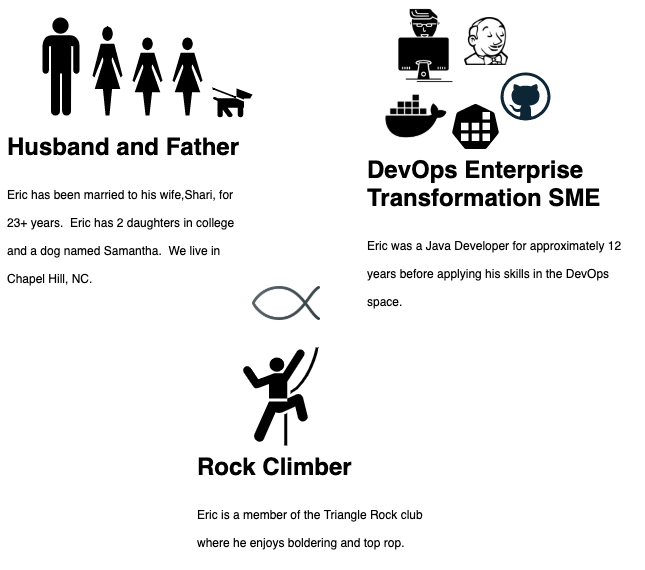 Husband and Father
Eric has been married to his wife,Shari, for
23+ years.  Eric has 2 daughters in college
and a dog named Samantha.  We live in
Chapel Hill, NC.
DevOps Enterprise
Transformation SME
Eric was a Java Developer for approximately 12
years before applying his skills in the DevOps
space.
Rock Climber
Eric is a member of the Triangle Rock club
where he enjoys boldering and top rop.